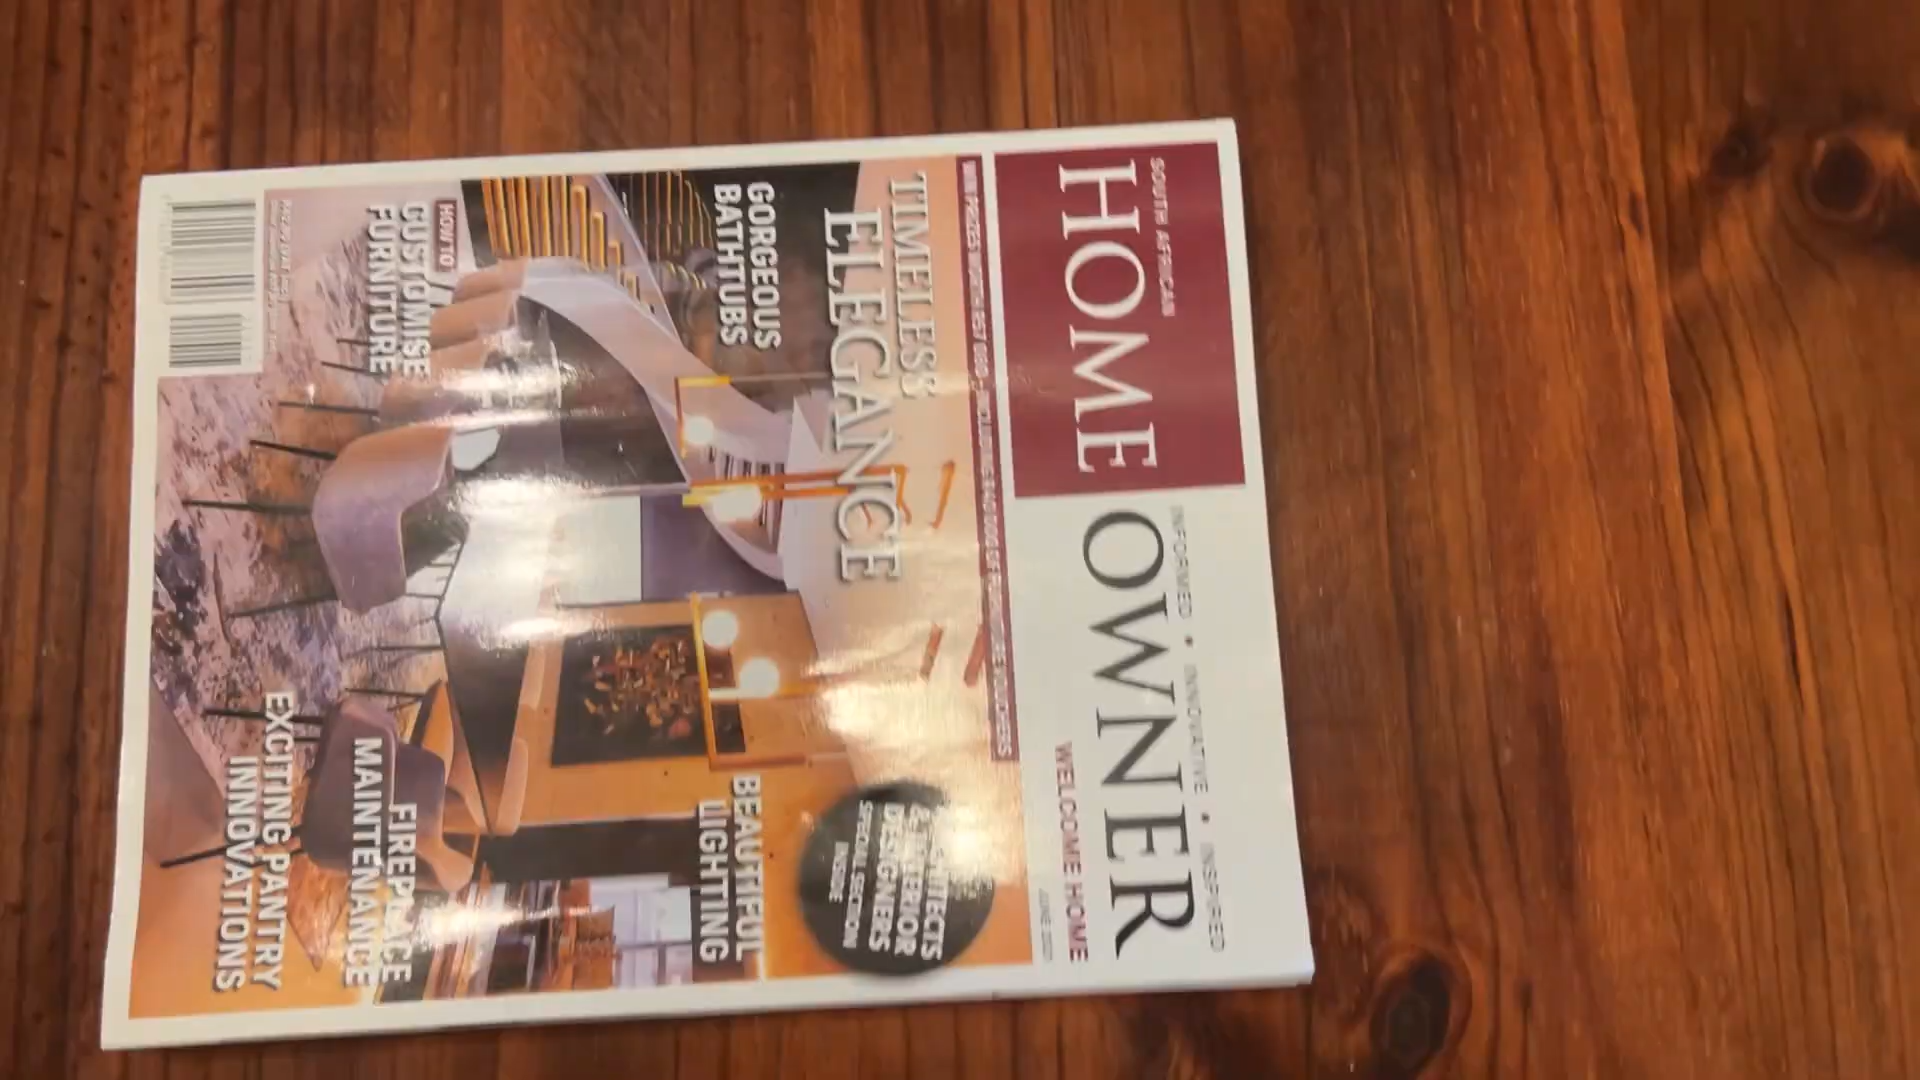 SOUTH AFRICAN
HOME OWNER
INFORMED • INNOVATIVE • INSPIRED
WELCOME HOME
TIMELESS
ELEGANCE
& INTERIOR
DESIGNERS
SPECIAL SECTION
INSIDE
GORGEOUS
BATHTUBS
BEAUTIFUL
LIGHTING
HOW TO
CUSTOMISE
FURNITURE
FIREPLACE
MAINTENANCE
EXCITING PANTRY
INNOVATIONS